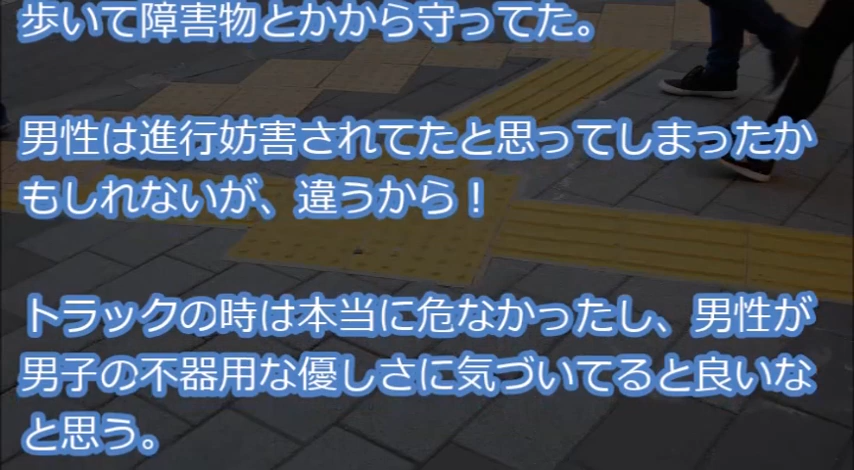 歩いて障害物とかから守ってた。
男性は進行妨害されてたと思ってしまったか
もしれないが、違うから！
トラックの時は本当に危なかったし、男性が
男子の不器用な優しさに気づいてると良いな
と思う。